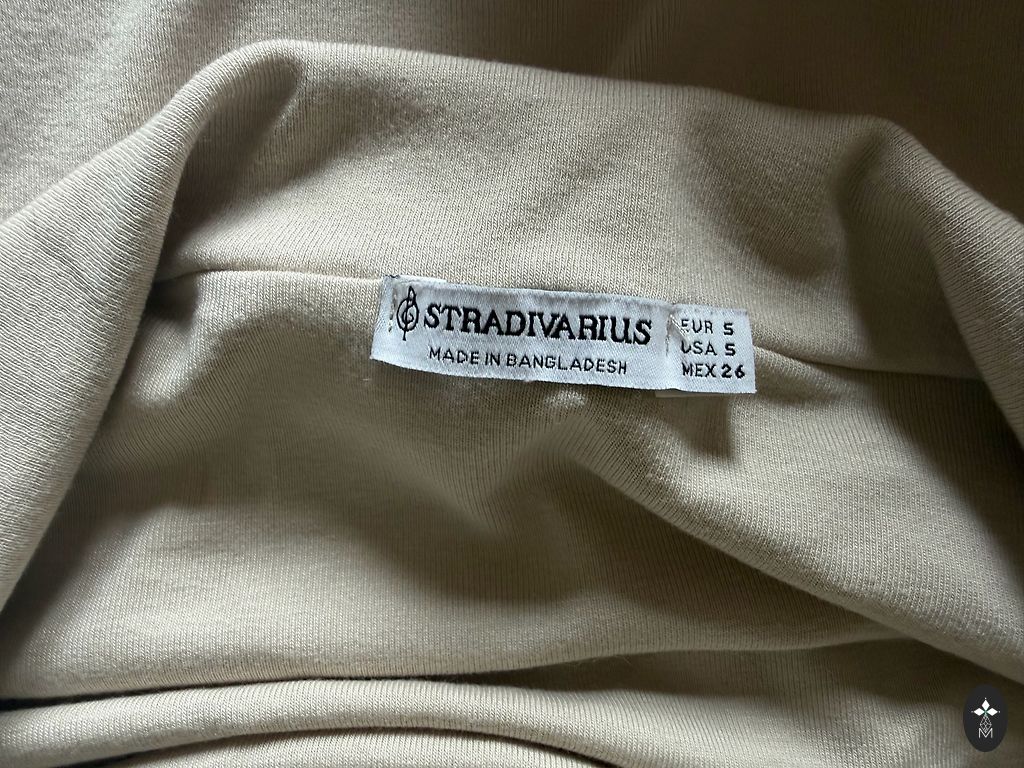 STRADIVARIUS
MADE IN BANGLADESH
EUR S
USA S
MEX 26
M